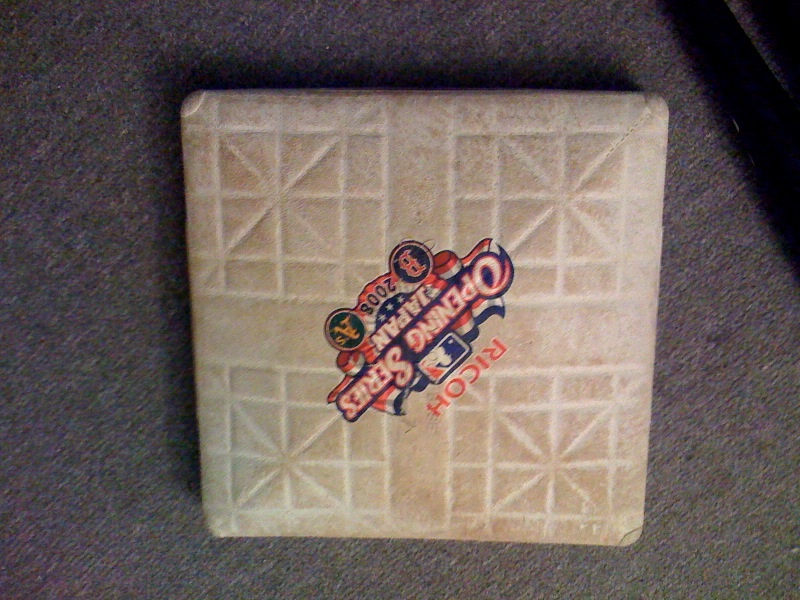 B
2008
A's
JAPAN
OPENING SERIES
RICOH